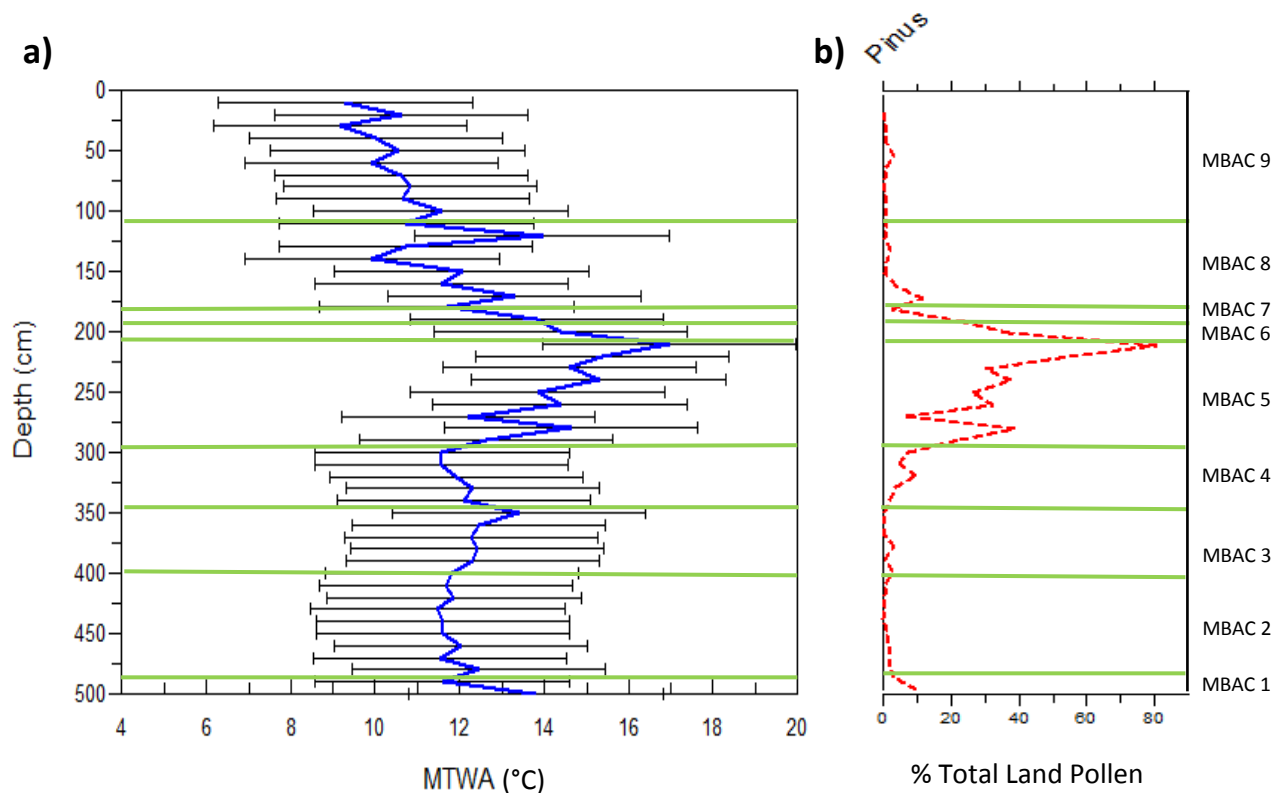 a)
b)
Pinus
0
50
100
150
200
250
300
350
400
450
500
Depth (cm)
4 6 8 10 12 14 16 18 20
MTWA (°C)
MBAC 9
MBAC 8
MBAC 7
MBAC 6
MBAC 5
MBAC 4
MBAC 3
MBAC 2
MBAC 1
0 20 40 60 80
% Total Land Pollen